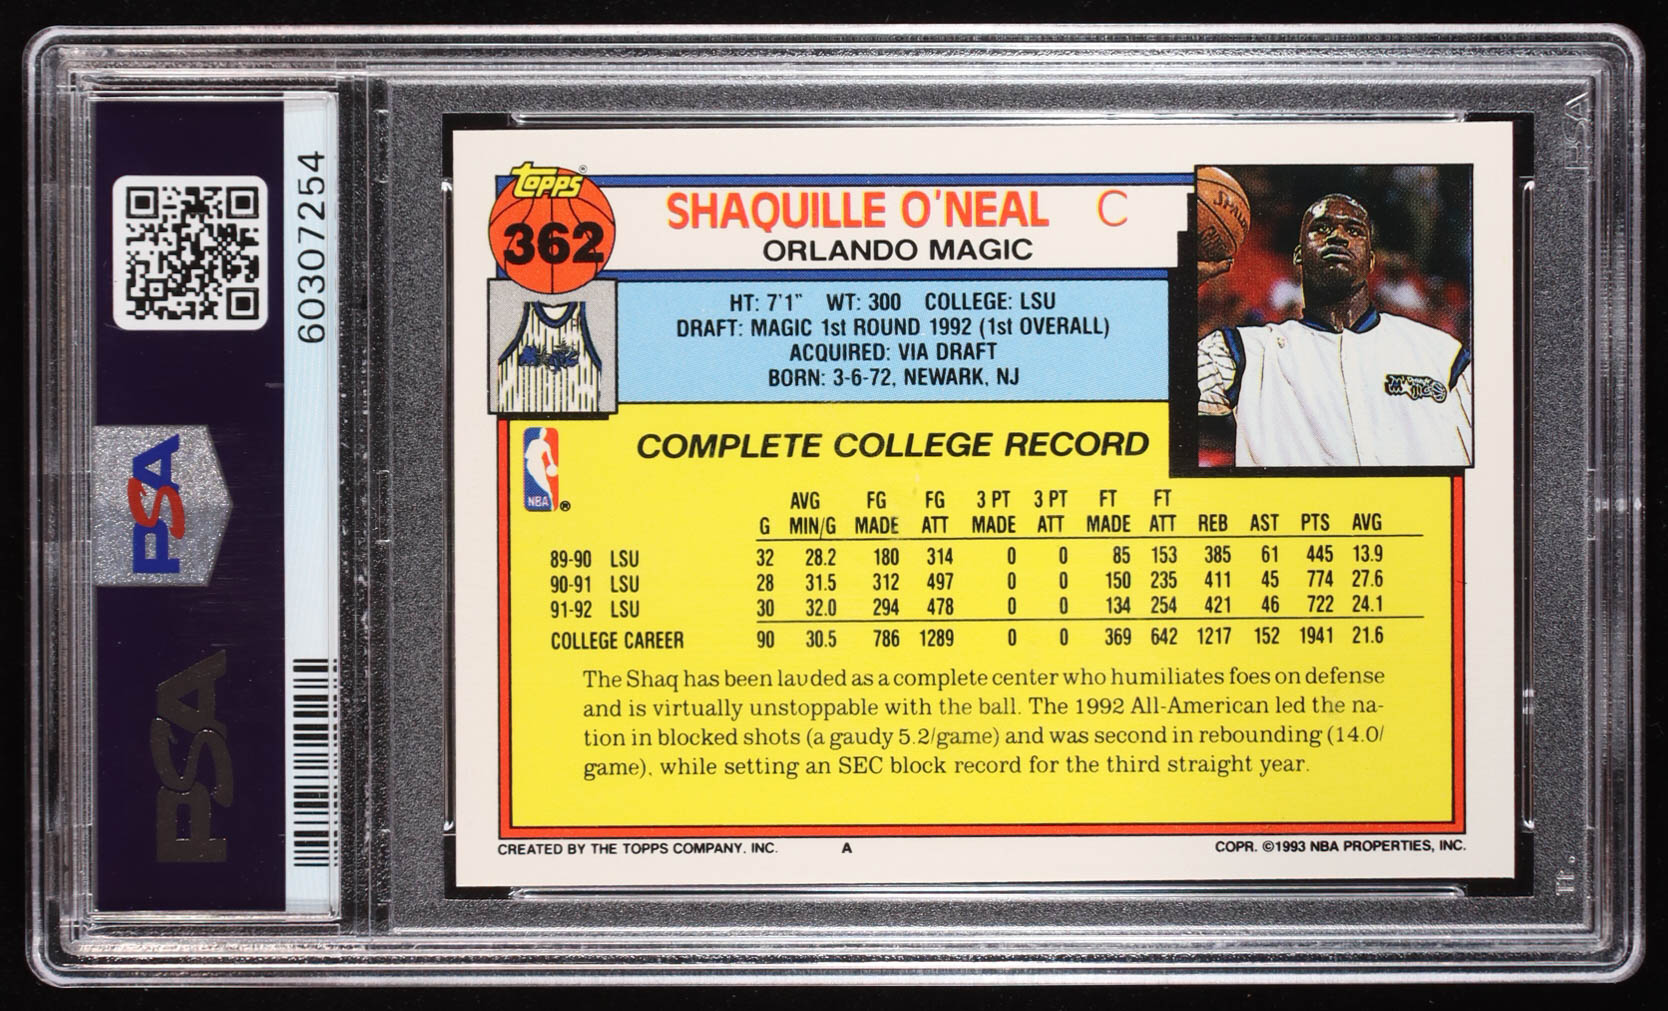 60307254
PSA
PSA
PSA
Tt.
TOPPS®
362
SHAQUILLE O'NEAL C
ORLANDO MAGIC
SPALDING
Magic
Magic
HT: 7'1" WT: 300 COLLEGE: LSU
DRAFT: MAGIC 1st ROUND 1992 (1st OVERALL)
ACQUIRED: VIA DRAFT
BORN: 3-6-72, NEWARK, NJ
NBA ®
COMPLETE COLLEGE RECORD
AVG FG FG 3 PT 3 PT FT FT
G MIN/G MADE ATT MADE ATT MADE ATT REB AST PTS AVG
89-90 LSU 32 28.2 180 314 0 0 85 153 385 61 445 13.9
90-91 LSU 28 31.5 312 497 0 0 150 235 411 45 774 27.6
91-92 LSU 30 32.0 294 478 0 0 134 254 421 46 722 24.1
COLLEGE CAREER 90 30.5 786 1289 0 0 369 642 1217 152 1941 21.6
The Shaq has been lauded as a complete center who humiliates foes on defense
and is virtually unstoppable with the ball. The 1992 All-American led the na-
tion in blocked shots (a gaudy 5.2/game) and was second in rebounding (14.0/
game), while setting an SEC block record for the third straight year.
CREATED BY THE TOPPS COMPANY, INC. A COPR. ©1993 NBA PROPERTIES, INC.